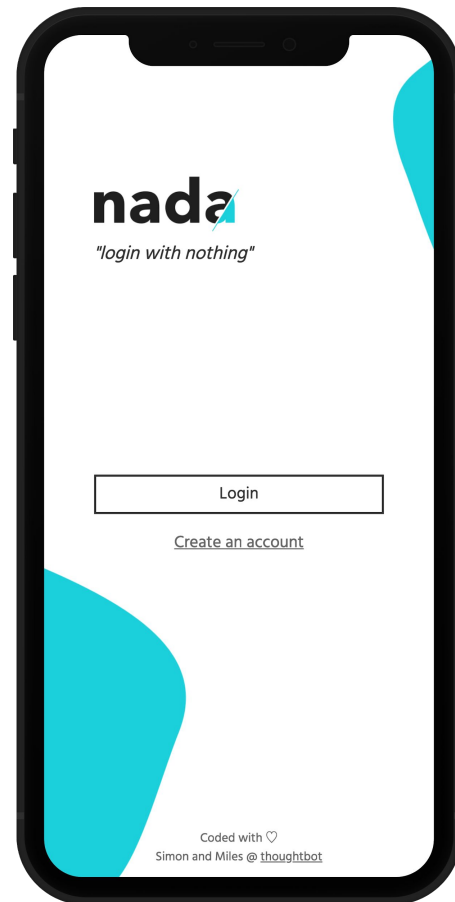 nada
"login with nothing"
Login
Create an account
Coded with ♡
Simon and Miles @ thoughtbot